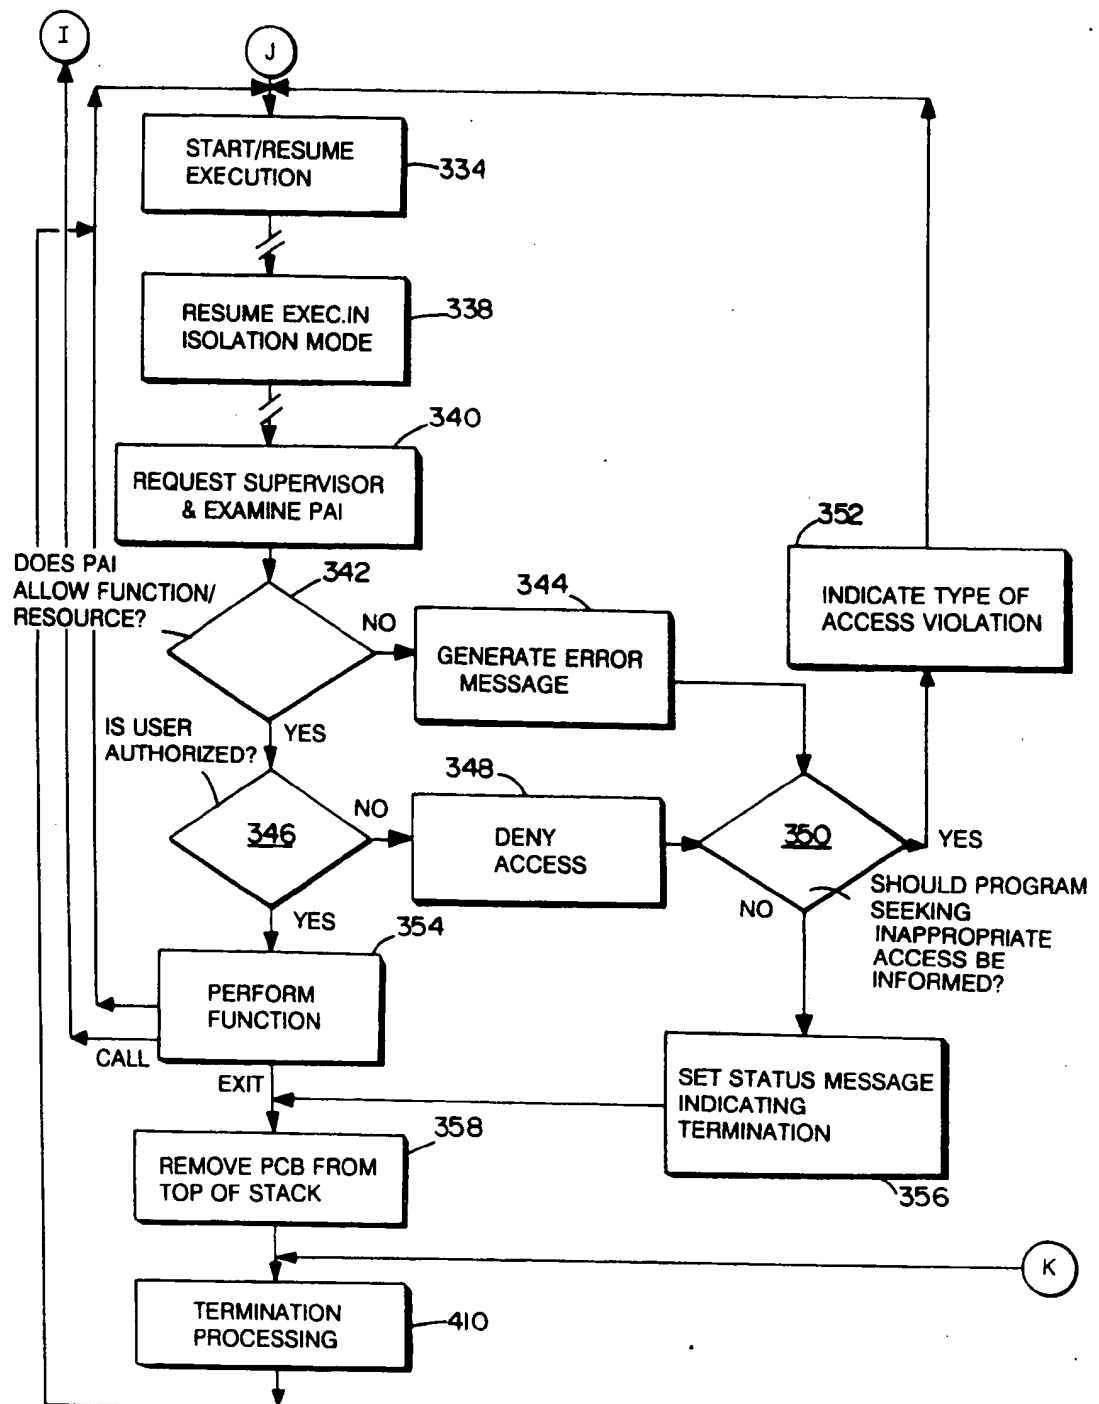 I
J
START/RESUME
EXECUTION
334
RESUME EXEC.IN
ISOLATION MODE
338
340
REQUEST SUPERVISOR
& EXAMINE PAI
352
DOES PAI
ALLOW FUNCTION/
RESOURCE?
342
344
INDICATE TYPE OF
ACCESS VIOLATION
NO
GENERATE ERROR
MESSAGE
YES
IS USER
AUTHORIZED?
348
346
NO
DENY
ACCESS
350
YES
SHOULD PROGRAM
SEEKING
INAPPROPRIATE
ACCESS BE
INFORMED?
NO
YES
354
PERFORM
FUNCTION
CALL
EXIT
SET STATUS MESSAGE
INDICATING
TERMINATION
356
358
REMOVE PCB FROM
TOP OF STACK
K
TERMINATION
PROCESSING
410